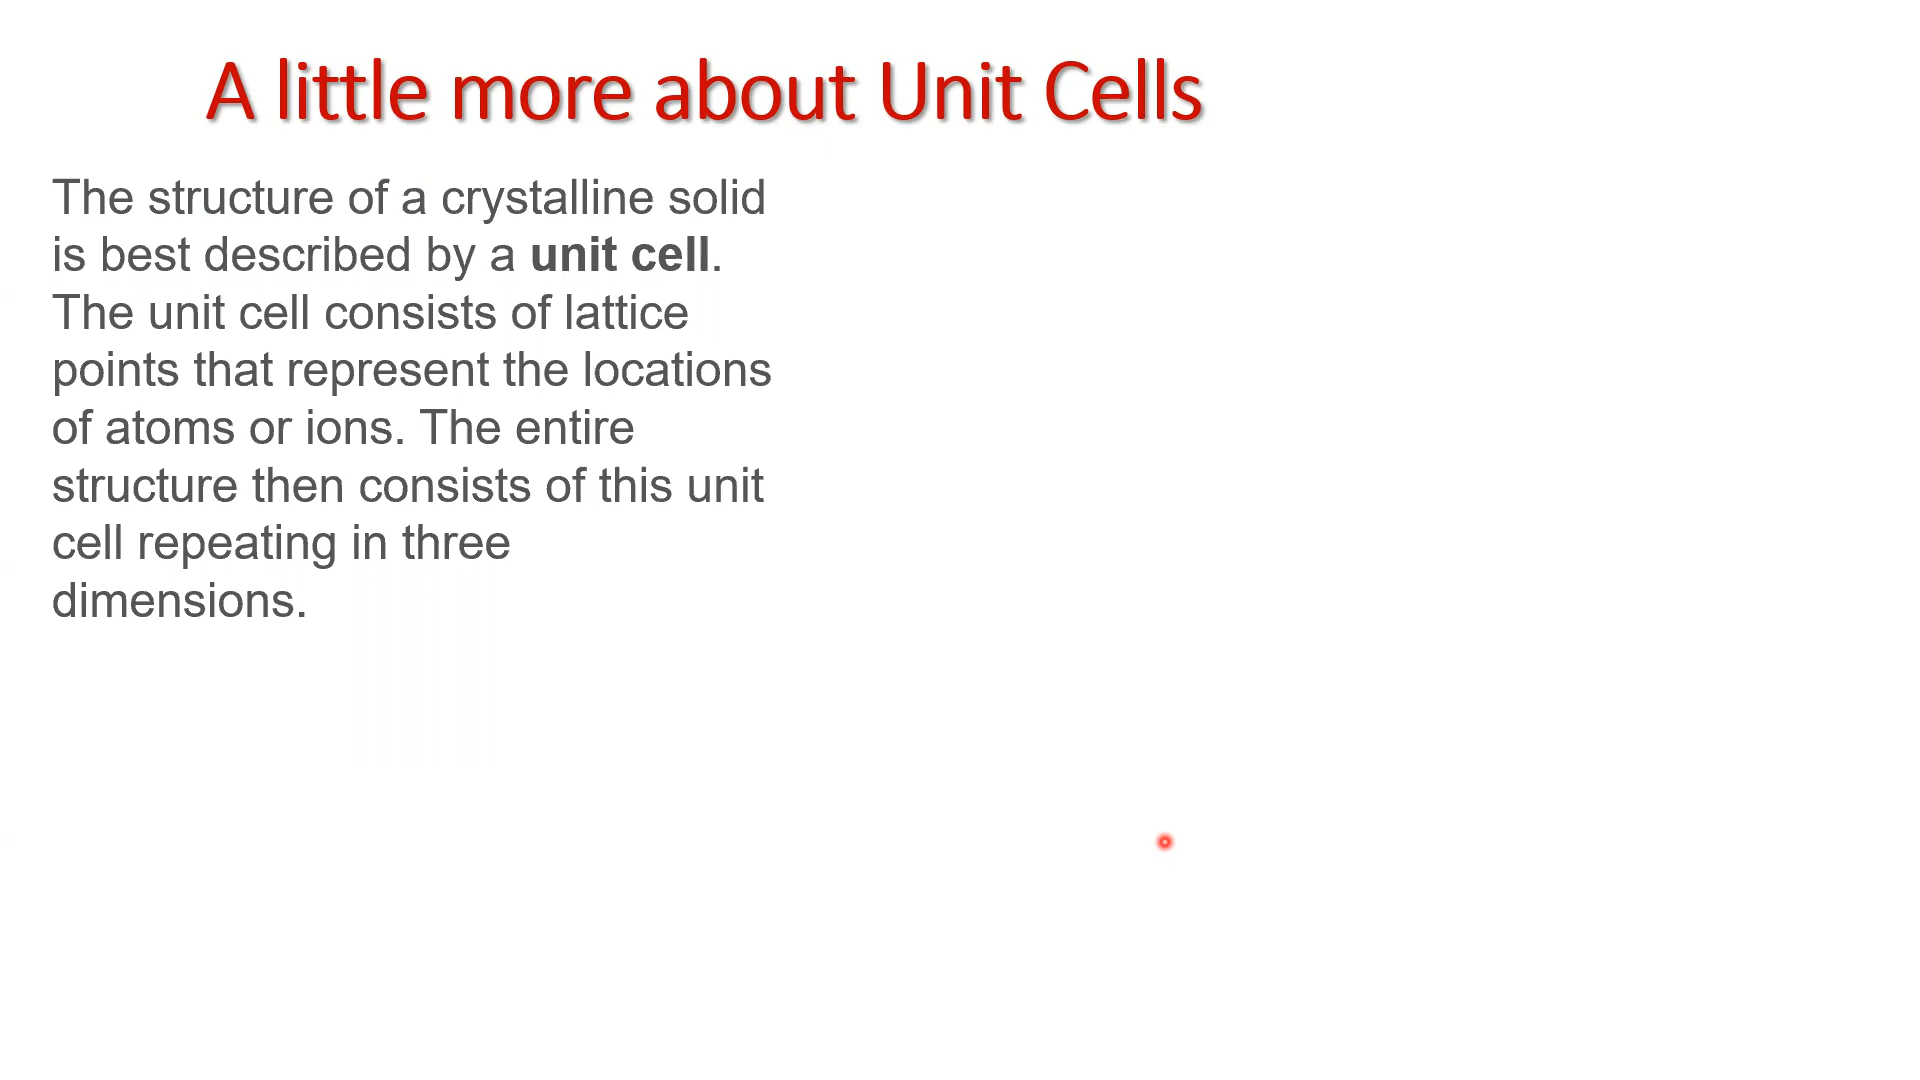 A little more about Unit Cells
The structure of a crystalline solid
is best described by a unit cell.
The unit cell consists of lattice
points that represent the locations
of atoms or ions. The entire
structure then consists of this unit
cell repeating in three
dimensions.